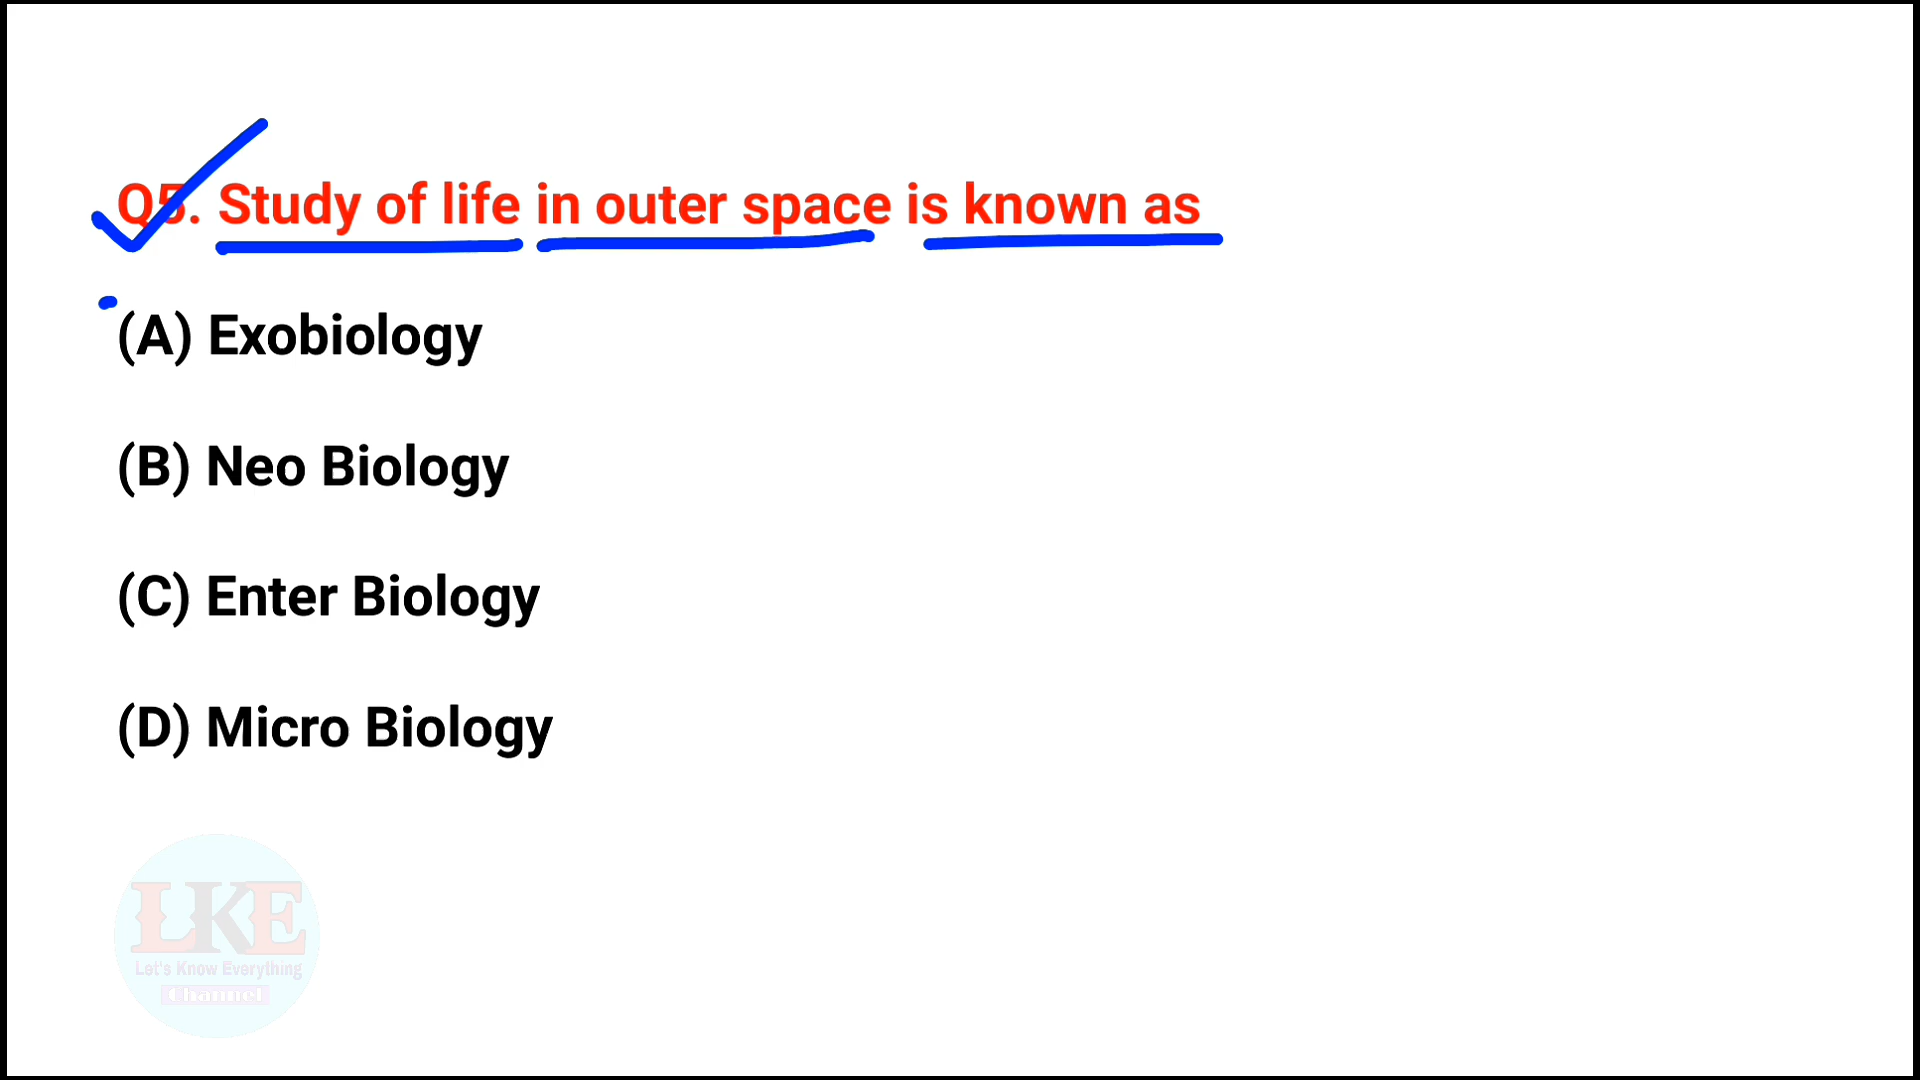 Q5. Study of life in outer space is known as
(A) Exobiology
(B) Neo Biology
(C) Enter Biology
(D) Micro Biology
LKE
Let's Know Everything
Channel